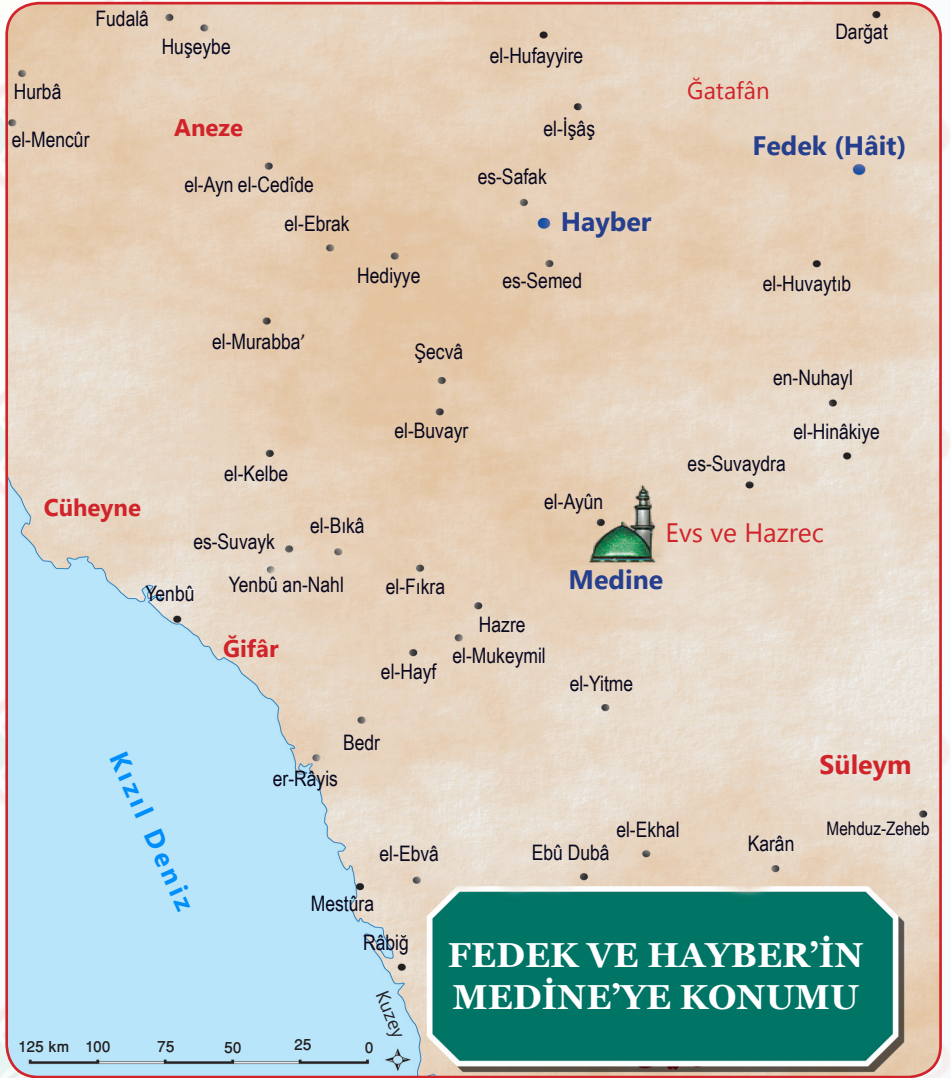 Fudalâ
Huşeybe
el-Hufayyire
Darğat
Hurbâ
Ğatafân
el-Mencûr
Aneze
el-İşâş
Fedek (Hâit)
el-Ayn el-Cedîde
es-Safak
el-Ebrak
Hayber
Hediyye
es-Semed
el-Huvaytıb
el-Murabba’
Şecvâ
en-Nuhayl
el-Buvayr
el-Hinâkiye
el-Kelbe
es-Suvaydra
Cüheyne
el-Ayûn
el-Bıkâ
es-Suvayk
Evs ve Hazrec
Yenbû an-Nahl
el-Fıkra
Medine
Yenbû
Hazre
Ğifâr
el-Mukeymil
el-Hayf
el-Yitme
Bedr
er-Râyis
Süleym
Kızıl Deniz
Mehduz-Zeheb
el-Ekhal
Karân
el-Ebvâ
Ebû Dubâ
Mestûra
Râbiğ
FEDEK VE HAYBER’İN
MEDİNE’YE KONUMU
Kuzey
125 km 100 75 50 25 0